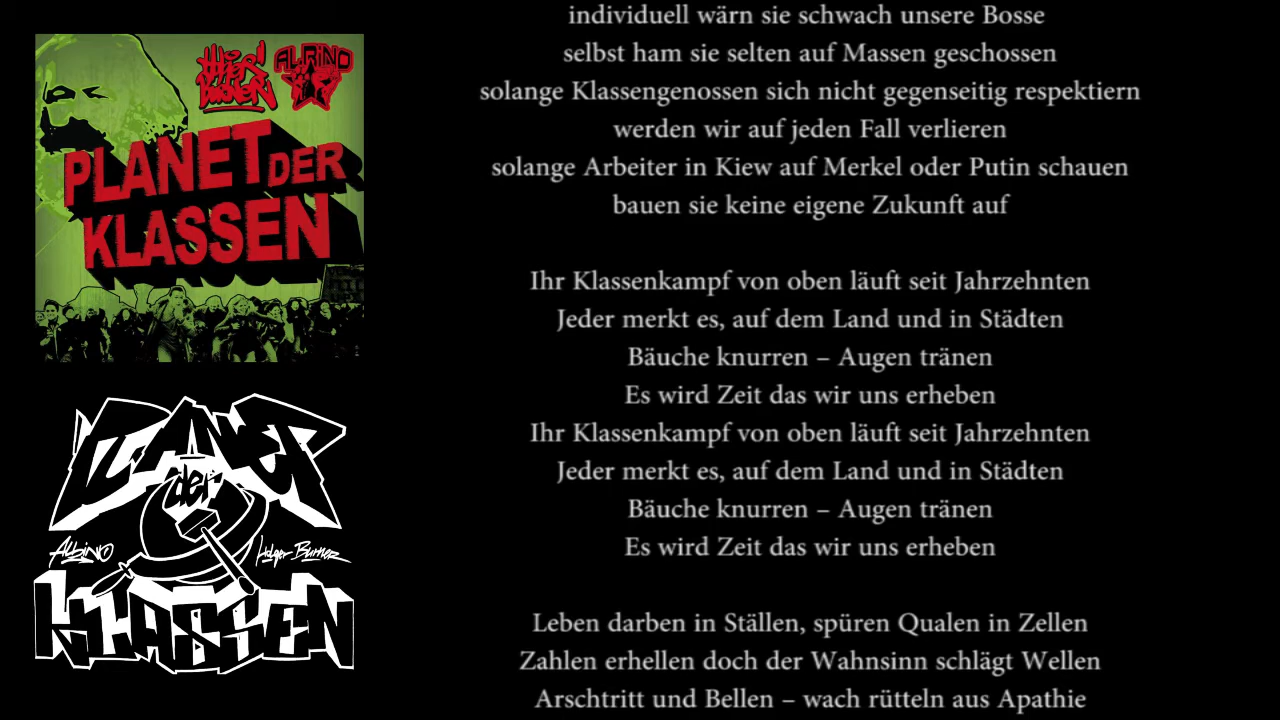 Holger Burner
ALBINO
PLANET DER
KLASSEN
PLANET
der
Albino
Holger Burner
KLASSEN
individuell wärn sie schwach unsere Bosse
selbst ham sie selten auf Massen geschossen
solange Klassengenossen sich nicht gegenseitig respektiern
werden wir auf jeden Fall verlieren
solange Arbeiter in Kiew auf Merkel oder Putin schauen
bauen sie keine eigene Zukunft auf
Ihr Klassenkampf von oben läuft seit Jahrzehnten
Jeder merkt es, auf dem Land und in Städten
Bäuche knurren – Augen tränen
Es wird Zeit das wir uns erheben
Ihr Klassenkampf von oben läuft seit Jahrzehnten
Jeder merkt es, auf dem Land und in Städten
Bäuche knurren – Augen tränen
Es wird Zeit das wir uns erheben
Leben darben in Ställen, spüren Qualen in Zellen
Zahlen erhellen doch der Wahnsinn schlägt Wellen
Arschtritt und Bellen – wach rütteln aus Apathie